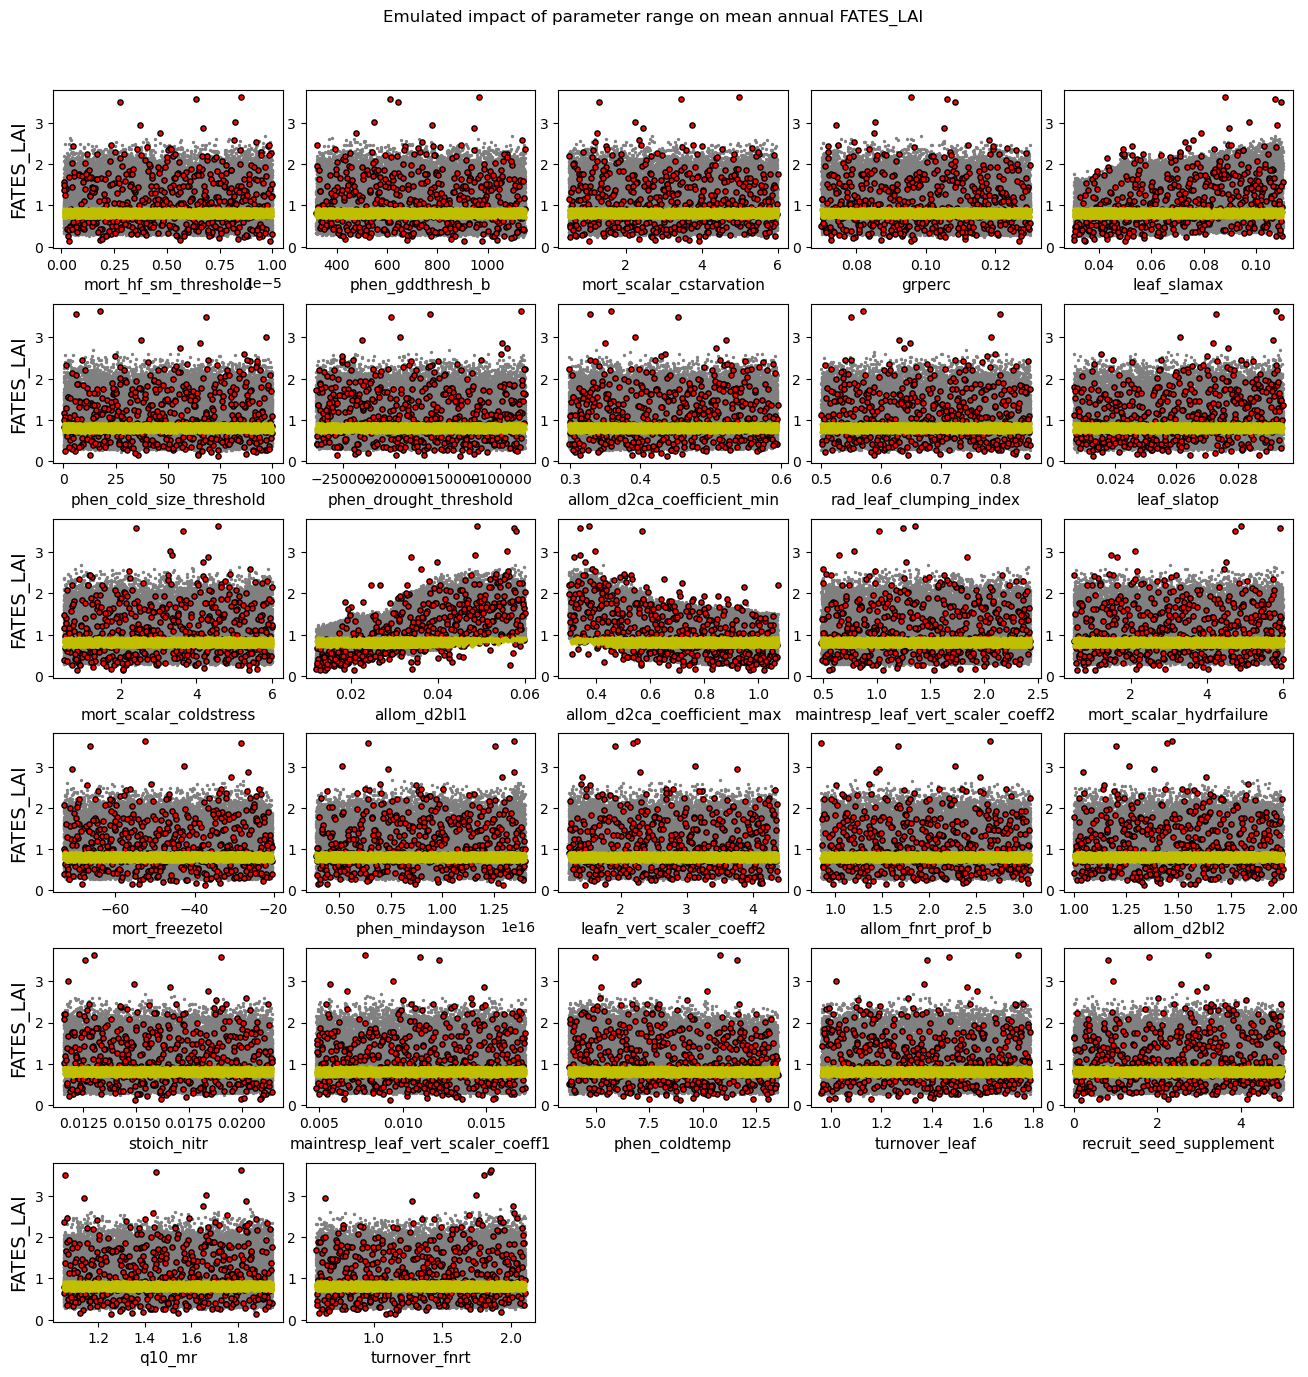 Emulated impact of parameter range on mean annual FATES_LAI
FATES_LAI
3
2
1
0
0.00 0.25 0.50 0.75 1.00
1e−5
mort_hf_sm_threshold
3
2
1
0
400 600 800 1000
phen_gddthresh_b
3
2
1
0
2 4 6
mort_scalar_cstarvation
3
2
1
0
0.08 0.10 0.12
grperc
3
2
1
0
0.04 0.06 0.08 0.10
leaf_slamax
FATES_LAI
3
2
1
0
0 25 50 75 100
phen_cold_size_threshold
3
2
1
0
−250000 −200000 −150000 −100000
phen_drought_threshold
3
2
1
0
0.3 0.4 0.5 0.6
allom_d2ca_coefficient_min
3
2
1
0
0.5 0.6 0.7 0.8
rad_leaf_clumping_index
3
2
1
0
0.024 0.026 0.028
leaf_slatop
FATES_LAI
3
2
1
0
2 4 6
mort_scalar_coldstress
3
2
1
0
0.02 0.04 0.06
allom_d2bl1
3
2
1
0
0.4 0.6 0.8 1.0
allom_d2ca_coefficient_max
3
2
1
0
0.5 1.0 1.5 2.0 2.5
maintresp_leaf_vert_scaler_coeff2
3
2
1
0
2 4 6
mort_scalar_hydrfailure
FATES_LAI
3
2
1
0
−60 −40 −20
mort_freezetol
3
2
1
0
0.50 0.75 1.00 1.25
1e16
phen_mindayson
3
2
1
0
2 3 4
leafn_vert_scaler_coeff2
3
2
1
0
1.0 1.5 2.0 2.5 3.0
allom_fnrt_prof_b
3
2
1
0
1.00 1.25 1.50 1.75 2.00
allom_d2bl2
FATES_LAI
3
2
1
0
0.0125 0.0150 0.0175 0.0200
stoich_nitr
3
2
1
0
0.005 0.010 0.015
maintresp_leaf_vert_scaler_coeff1
3
2
1
0
5.0 7.5 10.0 12.5
phen_coldtemp
3
2
1
0
1.0 1.2 1.4 1.6 1.8
turnover_leaf
3
2
1
0
0 2 4
recruit_seed_supplement
FATES_LAI
3
2
1
0
1.2 1.4 1.6 1.8
q10_mr
3
2
1
0
1.0 1.5 2.0
turnover_fnrt